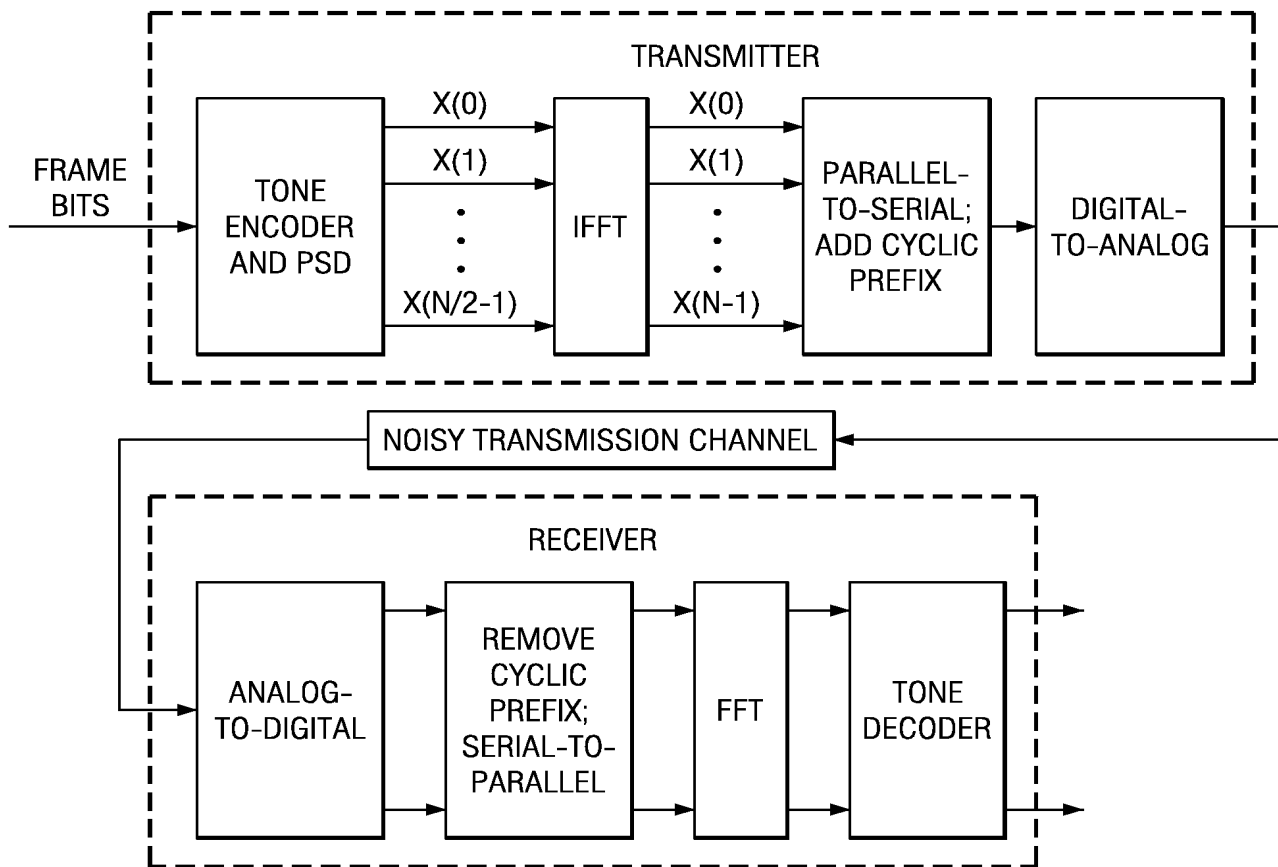 TRANSMITTER
FRAME
BITS
TONE
ENCODER
AND PSD
X(0)
X(1)
X(N/2-1)
IFFT
X(0)
X(1)
X(N-1)
PARALLEL-
TO-SERIAL;
ADD CYCLIC
PREFIX
DIGITAL-
TO-ANALOG
NOISY TRANSMISSION CHANNEL
RECEIVER
ANALOG-
TO-DIGITAL
REMOVE
CYCLIC
PREFIX;
SERIAL-TO-
PARALLEL
FFT
TONE
DECODER